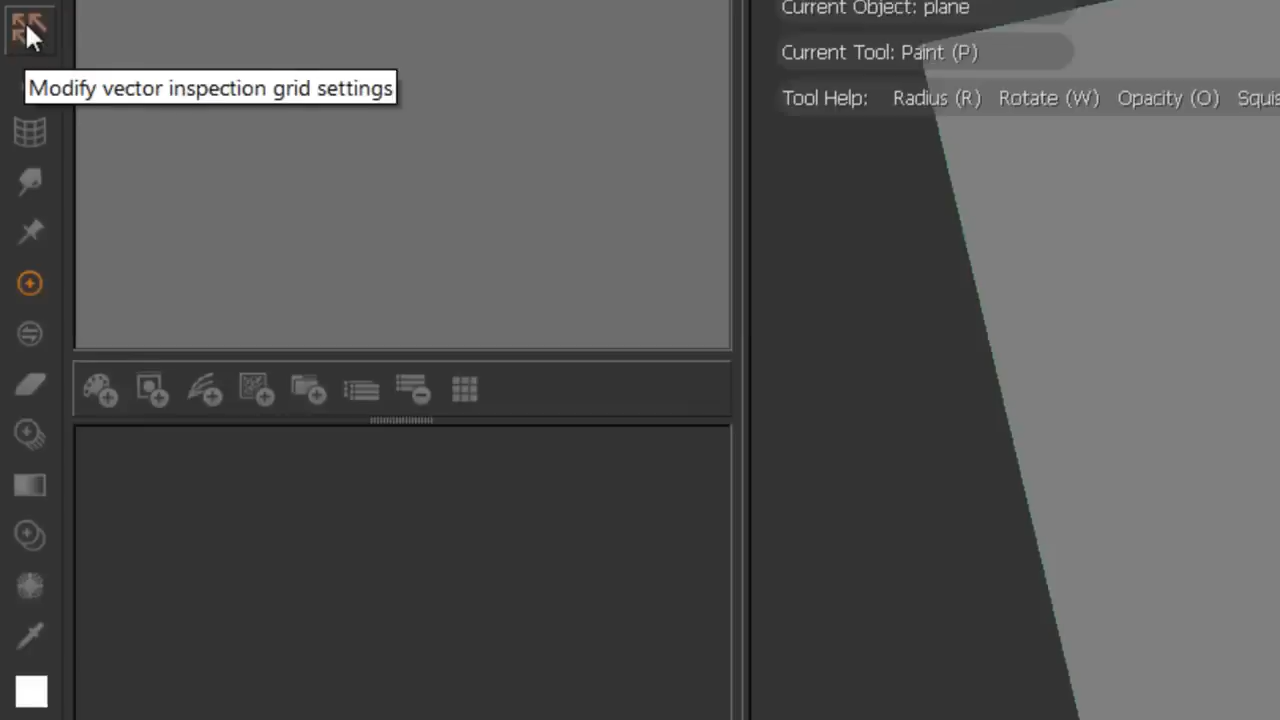 Current Object: plane
Current Tool: Paint (P)
Modify vector inspection grid settings
Tool Help: Radius (R) Rotate (W) Opacity (O) Squis